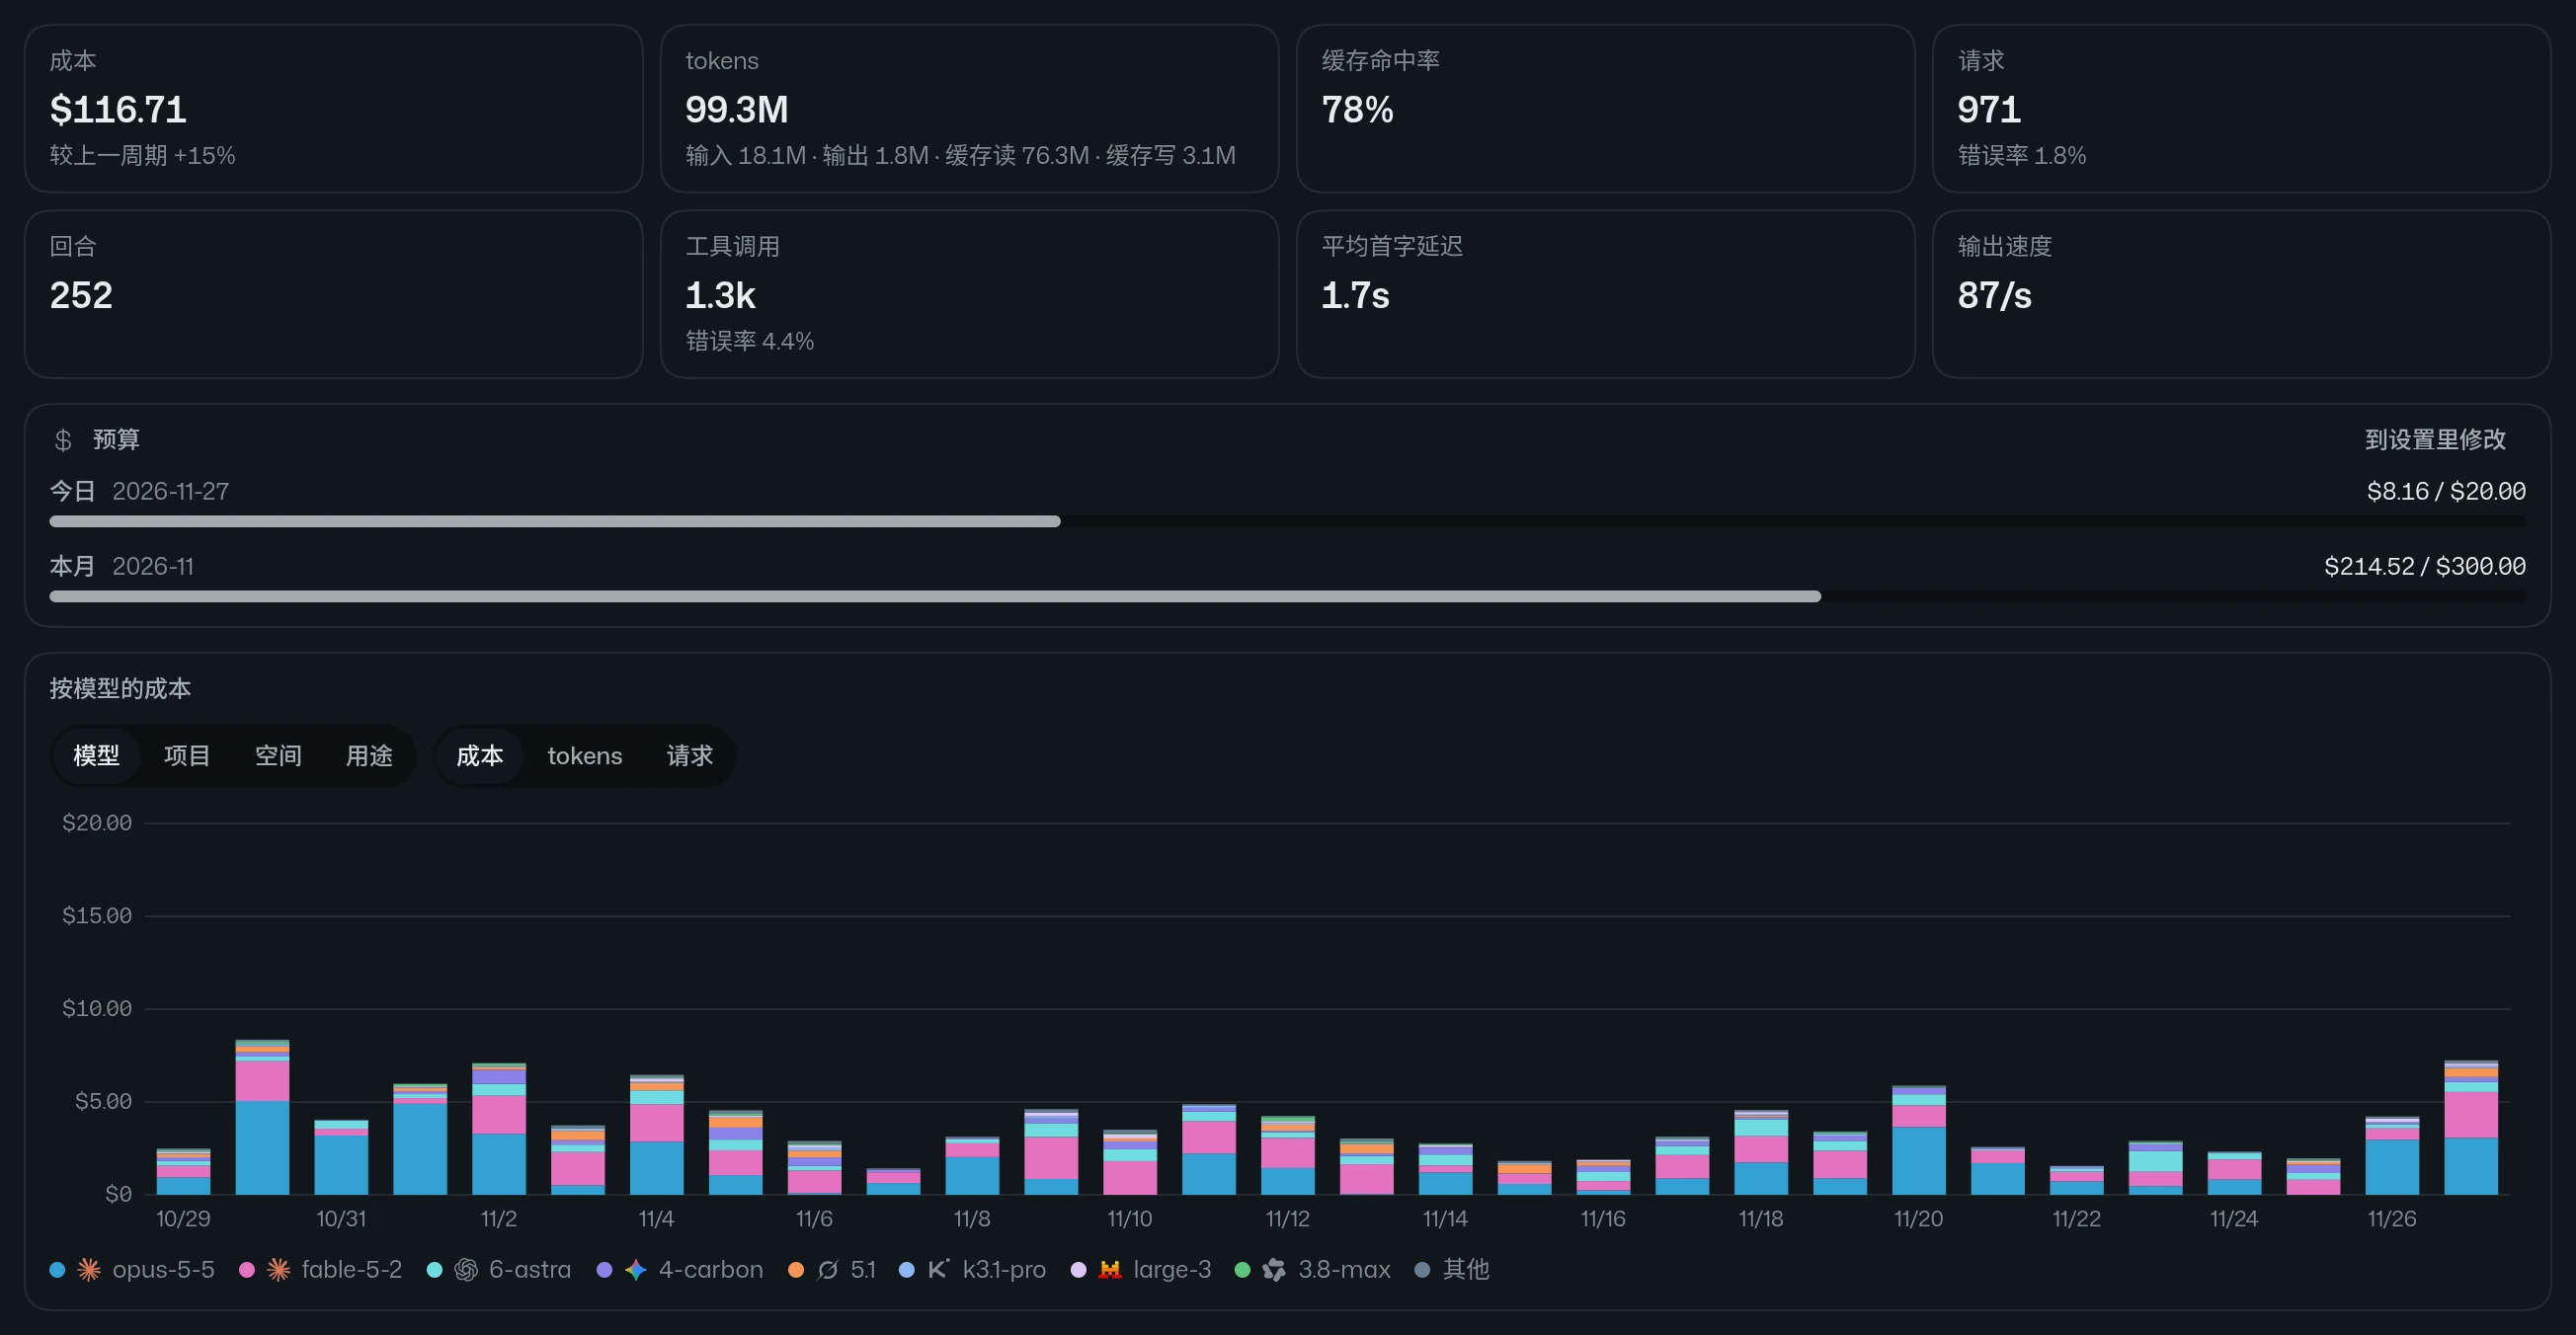 成本
$116.71
较上一周期 +15%
tokens
99.3M
输入 18.1M · 输出 1.8M · 缓存读 76.3M · 缓存写 3.1M
缓存命中率
78%
请求
971
错误率 1.8%
回合
252
工具调用
1.3k
错误率 4.4%
平均首字延迟
1.7s
输出速度
87/s
预算
到设置里修改
今日 2026-11-27
$8.16 / $20.00
本月 2026-11
$214.52 / $300.00
按模型的成本
模型 项目 空间 用途 成本 tokens 请求
$20.00
$15.00
$10.00
$5.00
$0
10/29 10/31 11/2 11/4 11/6 11/8 11/10 11/12 11/14 11/16 11/18 11/20 11/22 11/24 11/26
opus-5-5 fable-5-2 6-astra 4-carbon 5.1 k3.1-pro large-3 3.8-max 其他